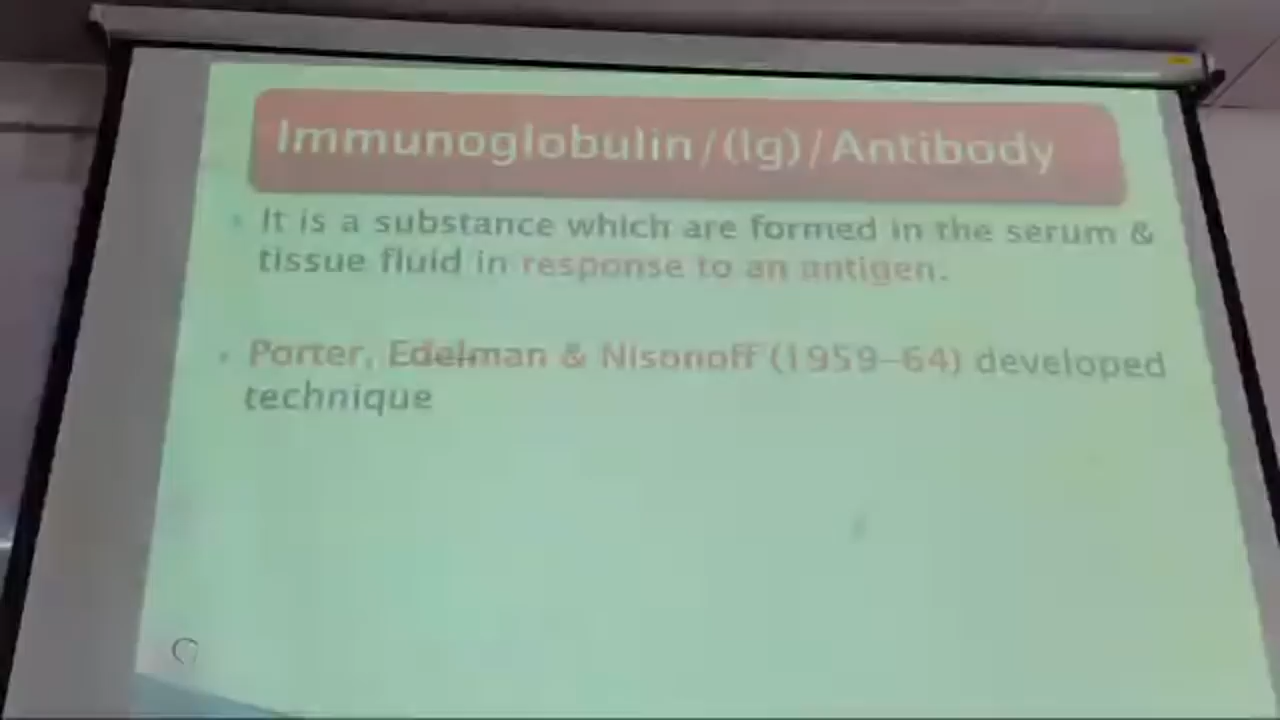 Immunoglobulin/(Ig)/Antibody
It is a substance which are formed in the serum &
tissue fluid in response to an antigen.
Porter, Edelman & Nisonoff (1959-64) developed
technique